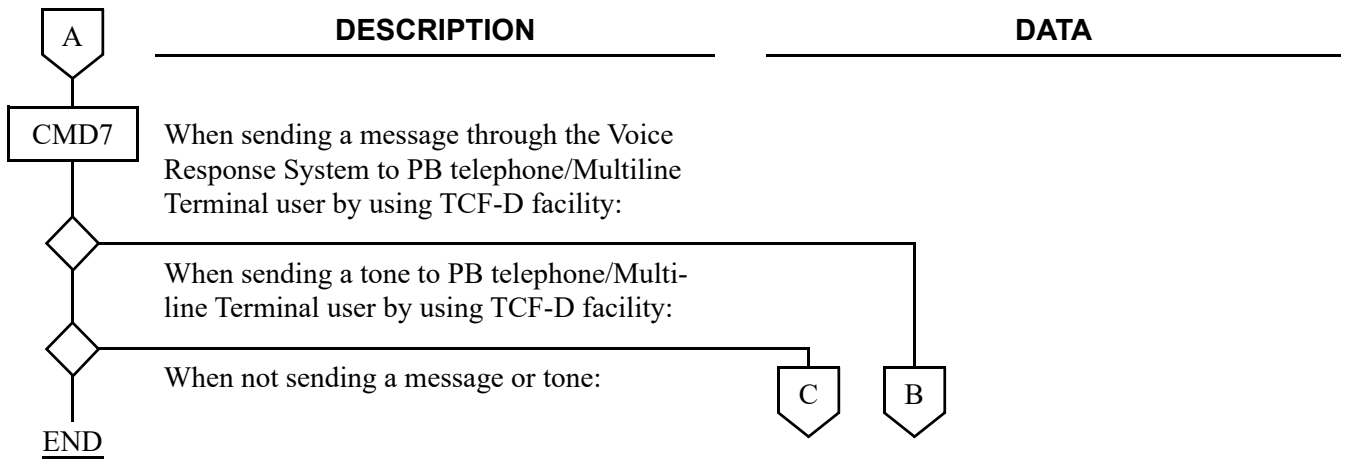 A
DESCRIPTION
DATA
CMD7
When sending a message through the Voice
Response System to PB telephone/Multiline
Terminal user by using TCF-D facility:
When sending a tone to PB telephone/Multi-
line Terminal user by using TCF-D facility:
When not sending a message or tone:
C
B
END